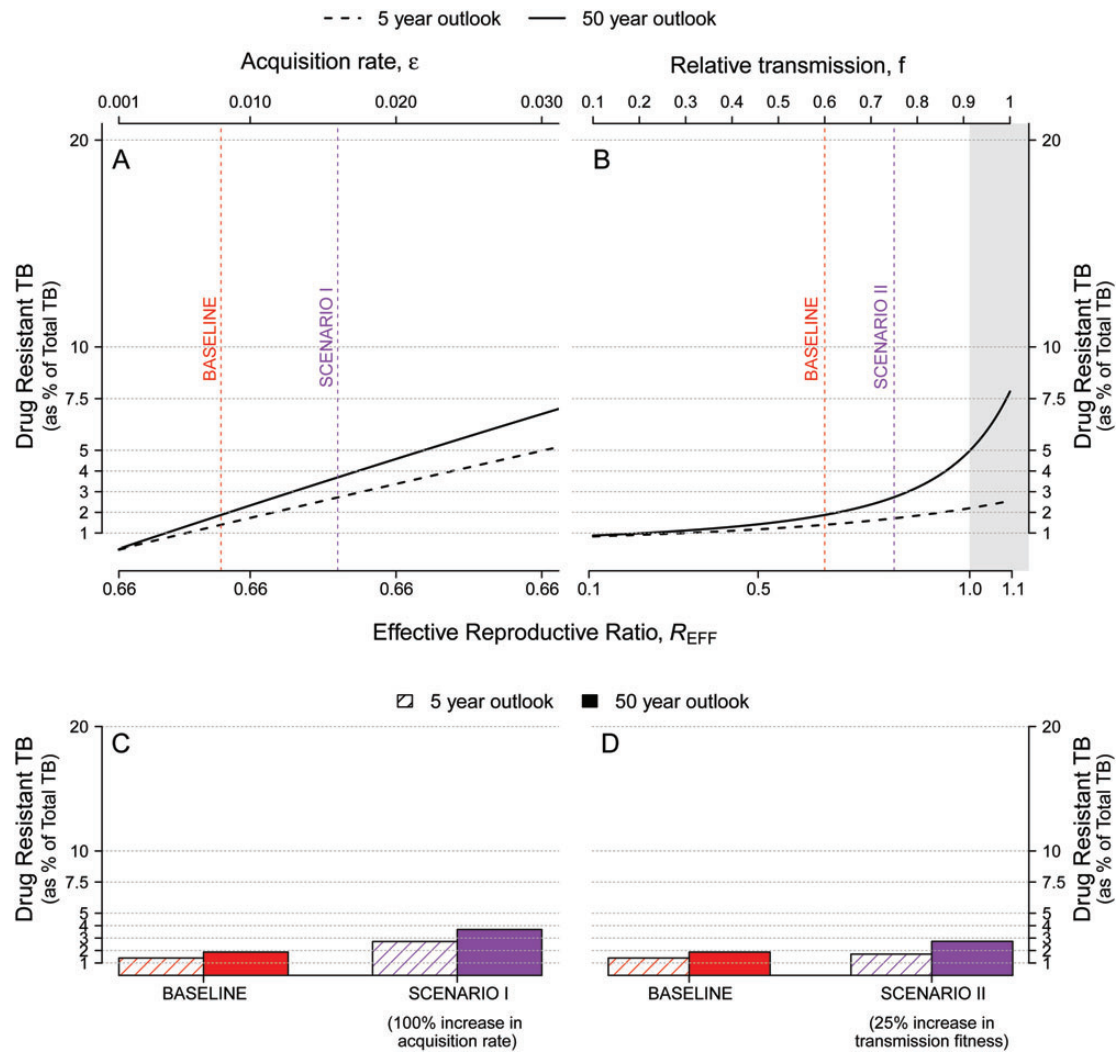 5 year outlook 50 year outlook
Acquisition rate, ε
Relative transmission, f
0.001 0.010 0.020 0.030
0.1 0.2 0.3 0.4 0.5 0.6 0.7 0.8 0.9 1
A
B
20
10
7.5
5
4
3
2
1
Drug Resistant TB
(as % of Total TB)
BASELINE
SCENARIO I
BASELINE
SCENARIO II
20
10
7.5
5
4
3
2
1
Drug Resistant TB
(as % of Total TB)
0.66 0.66 0.66 0.66
0.1 0.5 1.0 1.1
Effective Reproductive Ratio, REFF
5 year outlook 50 year outlook
C
D
20
10
7.5
5
4
3
2
1
Drug Resistant TB
(as % of Total TB)
20
10
7.5
5
4
3
2
1
Drug Resistant TB
(as % of Total TB)
BASELINE SCENARIO I
(100% increase in
acquisition rate)
BASELINE SCENARIO II
(25% increase in
transmission fitness)